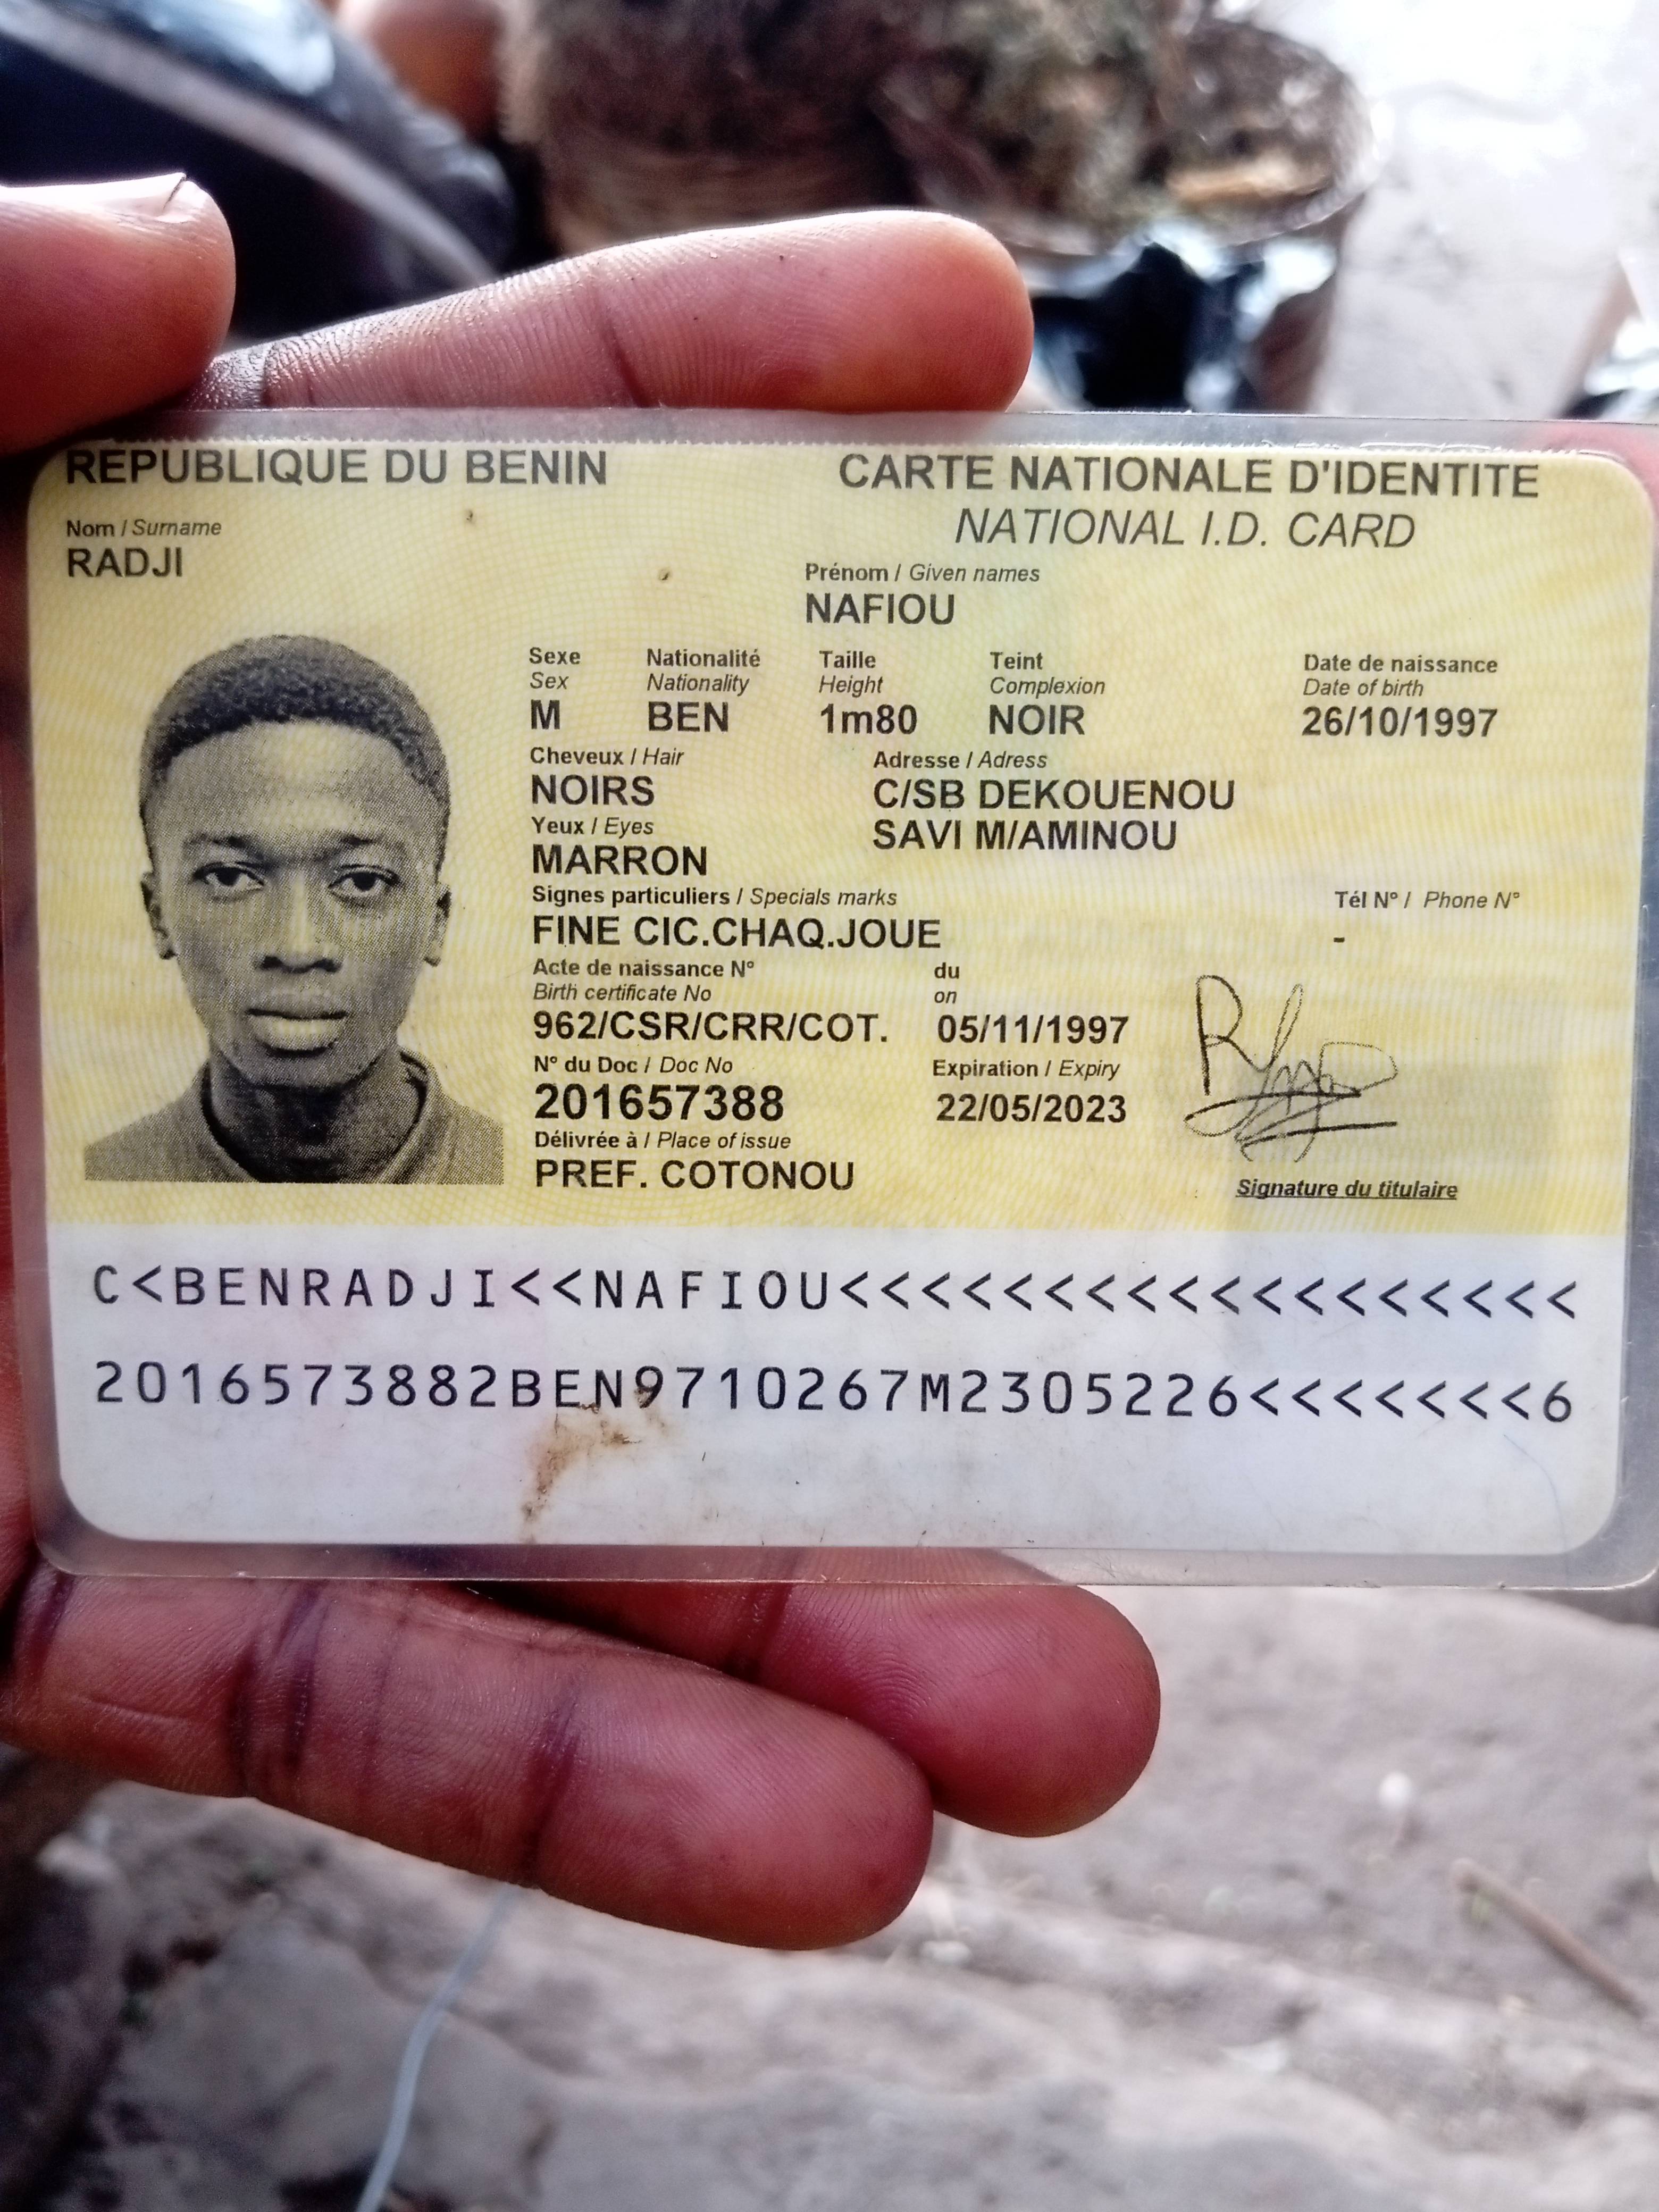 REPUBLIQUE DU BENIN
CARTE NATIONALE D'IDENTITE
NATIONAL I.D. CARD
Nom / Surname
RADJI
Prénom / Given names
NAFIOU
Sexe Nationalité Taille Teint Date de naissance
Sex Nationality Height Complexion Date of birth
M BEN 1m80 NOIR 26/10/1997
Cheveux / Hair Adresse / Adress
NOIRS C/SB DEKOUENOU
Yeux / Eyes SAVI M/AMINOU
MARRON
Signes particuliers / Specials marks Tél N° / Phone N°
FINE CIC.CHAQ.JOUE -
Acte de naissance N° du
Birth certificate No on
962/CSR/CRR/COT. 05/11/1997
N° du Doc / Doc No Expiration / Expiry
201657388 22/05/2023
Délivrée à / Place of issue
PREF. COTONOU
Signature du titulaire
C<BENRADJI<<NAFIOU<<<<<<<<<<<<<<<<<<
2016573882BEN9710267M2305226<<<<<<<6